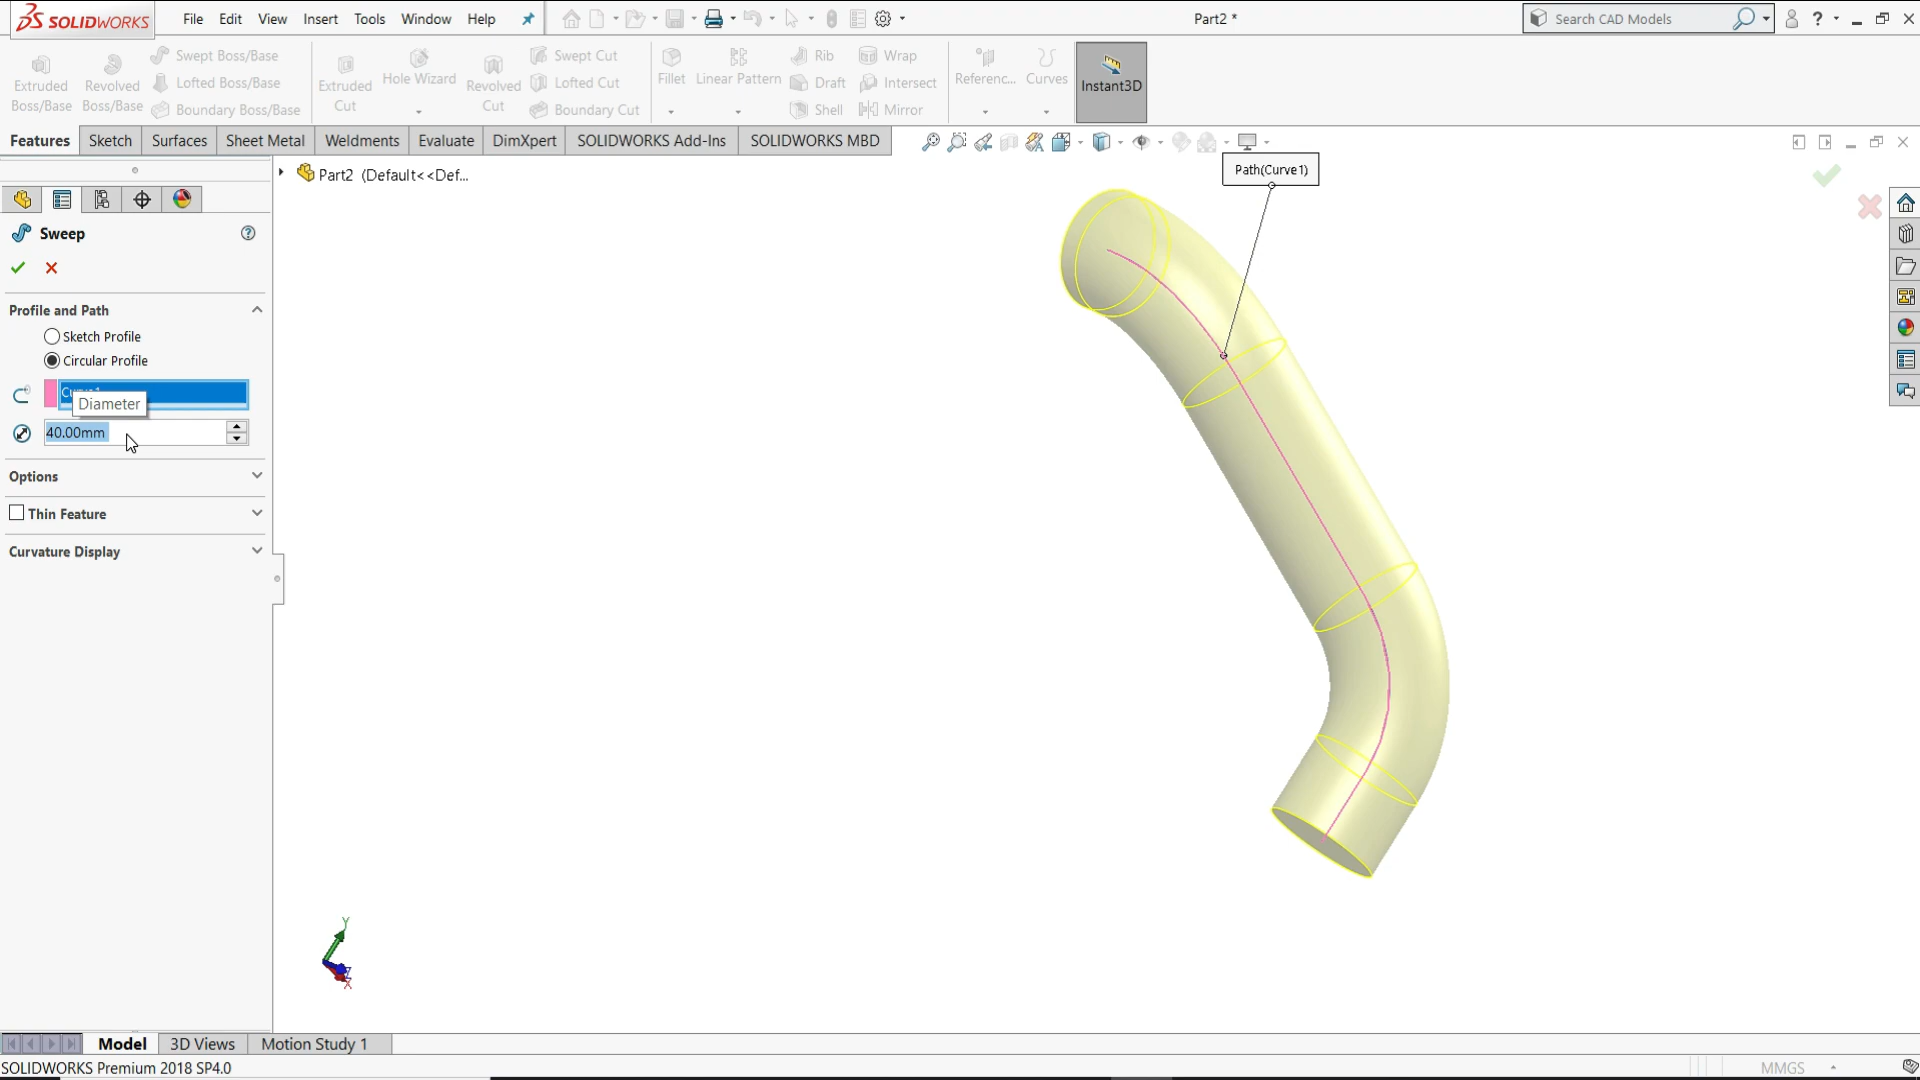 SOLIDWORKS
File Edit View Insert Tools Window Help
Part2 *
Search CAD Models
?
Extruded Boss/Base
Revolved Boss/Base
Swept Boss/Base
Lofted Boss/Base
Boundary Boss/Base
Extruded Cut
Hole Wizard
Revolved Cut
Swept Cut
Lofted Cut
Boundary Cut
Fillet
Linear Pattern
Rib
Draft
Shell
Wrap
Intersect
Mirror
Referenc...
Curves
Instant3D
Features Sketch Surfaces Sheet Metal Weldments Evaluate DimXpert SOLIDWORKS Add-Ins SOLIDWORKS MBD
Part2 (Default<<Def...
Path(Curve1)
Sweep
?
Profile and Path
Sketch Profile
Circular Profile
Diameter
40.00mm
Options
Thin Feature
Curvature Display
Y
Z
X
Model 3D Views Motion Study 1
SOLIDWORKS Premium 2018 SP4.0
MMGS